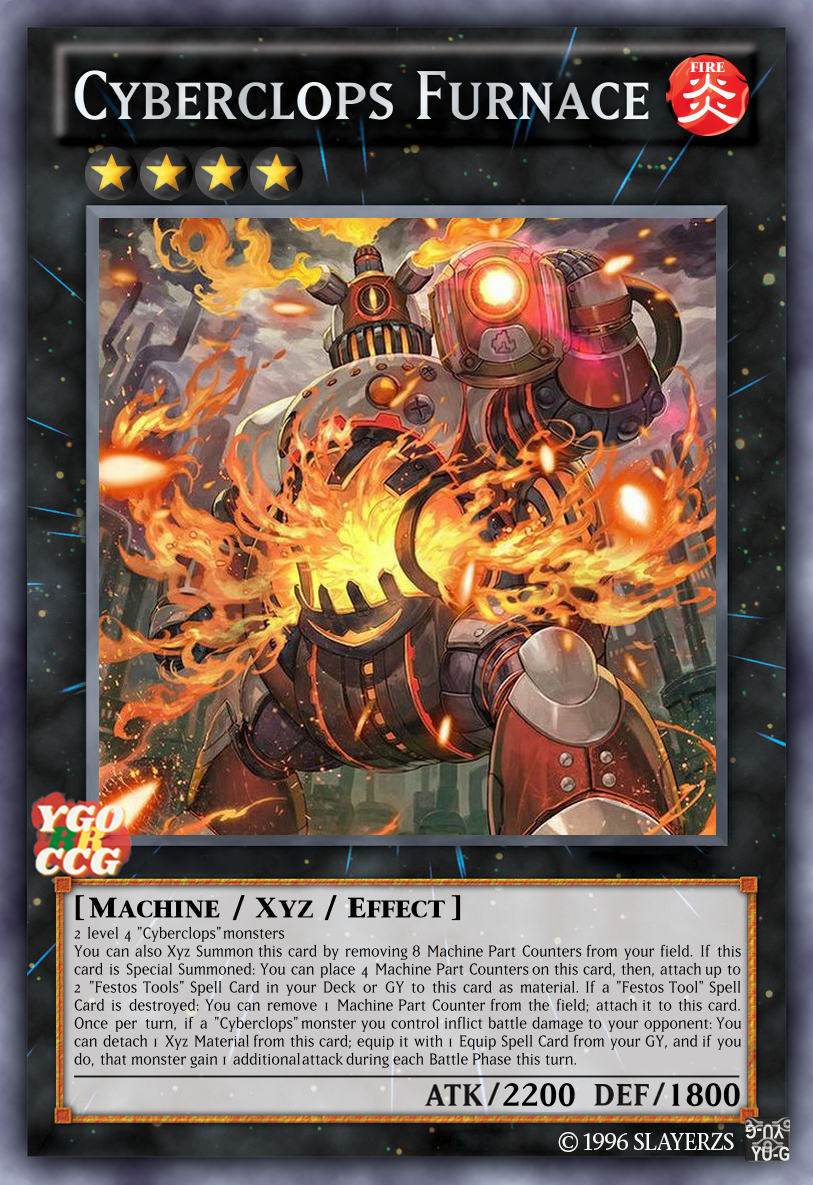 Cyberclops Furnace
FIRE
炎
YGO
BR
CCG
[ Machine / Xyz / Effect ]
2 level 4 "Cyberclops" monsters
You can also Xyz Summon this card by removing 8 Machine Part Counters from your field. If this
card is Special Summoned: You can place 4 Machine Part Counters on this card, then, attach up to
2 "Festos Tools" Spell Card in your Deck or GY to this card as material. If a "Festos Tool" Spell
Card is destroyed: You can remove 1 Machine Part Counter from the field; attach it to this card.
Once per turn, if a "Cyberclops" monster you control inflict battle damage to your opponent: You
can detach 1 Xyz Material from this card; equip it with 1 Equip Spell Card from your GY, and if you
do, that monster gain 1 additional attack during each Battle Phase this turn.
ATK/2200 DEF/1800
© 1996 SLAYERZS
YU-G